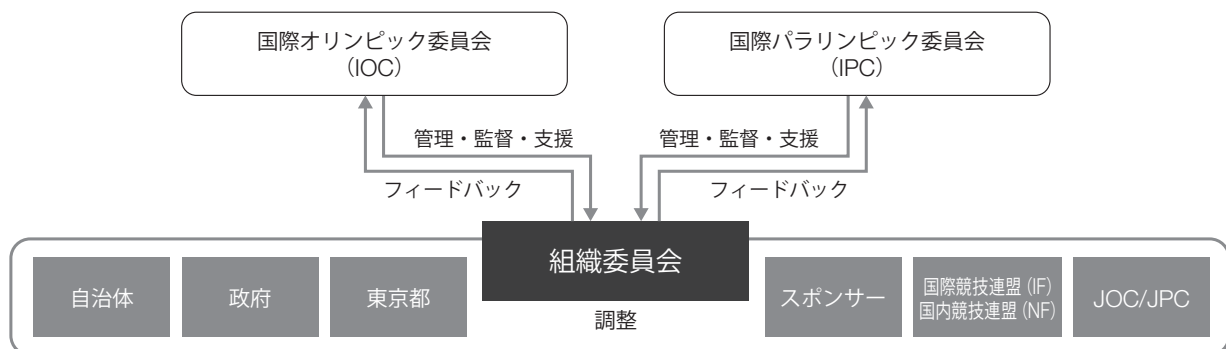 国際オリンピック委員会
（IOC）
国際パラリンピック委員会
（IPC）
管理・監督・支援
管理・監督・支援
フィードバック
フィードバック
組織委員会
自治体
政府
東京都
スポンサー
国際競技連盟（IF）
国内競技連盟（NF）
JOC/JPC
調整